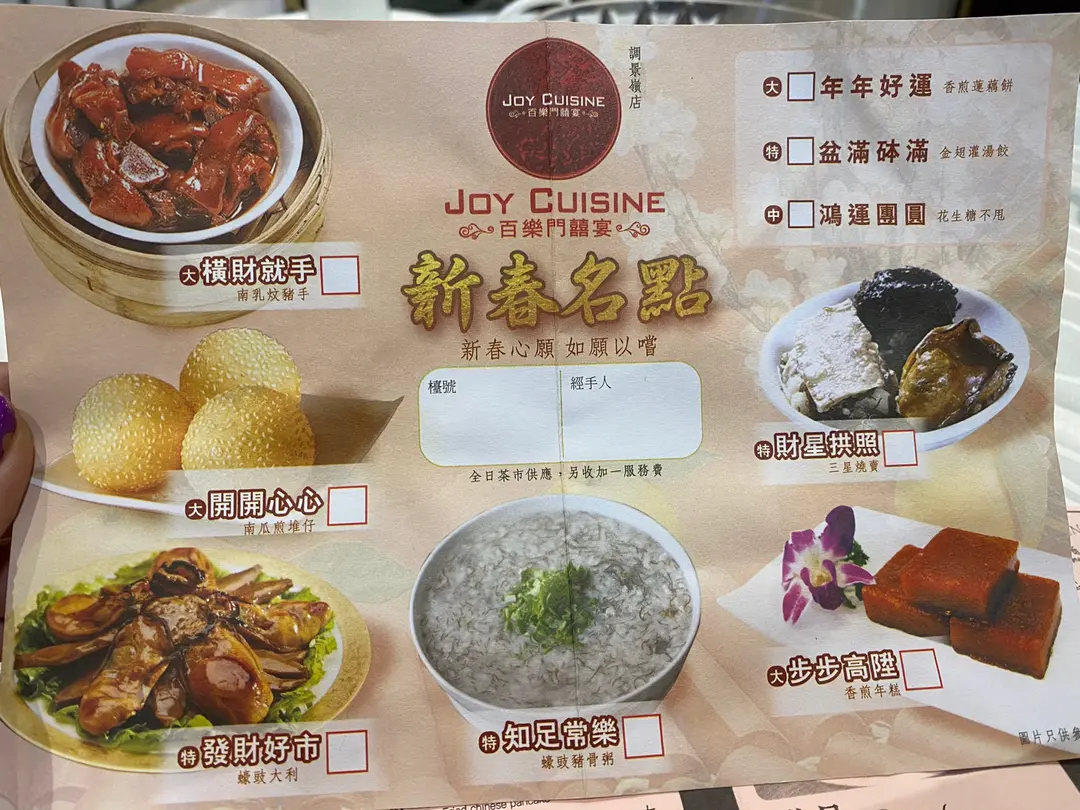 調景嶺店
JOY CUISINE
百樂門囍宴
JOY CUISINE
百樂門囍宴
新春名點
新春心願 如願以嚐
檯號
經手人
全日茶市供應，另收加一服務費
大 年年好運 香煎蓮藕餅
特 盆滿砵滿 金翅灌湯餃
中 鴻運團圓 花生糖不甩
大 橫財就手
南乳炆豬手
大 開開心心
南瓜煎堆仔
特 發財好市
蠔豉大利
特 知足常樂
蠔豉豬骨粥
特 財星拱照
三星燒賣
大 步步高陞
香煎年糕
圖片只供參
chinese pancake